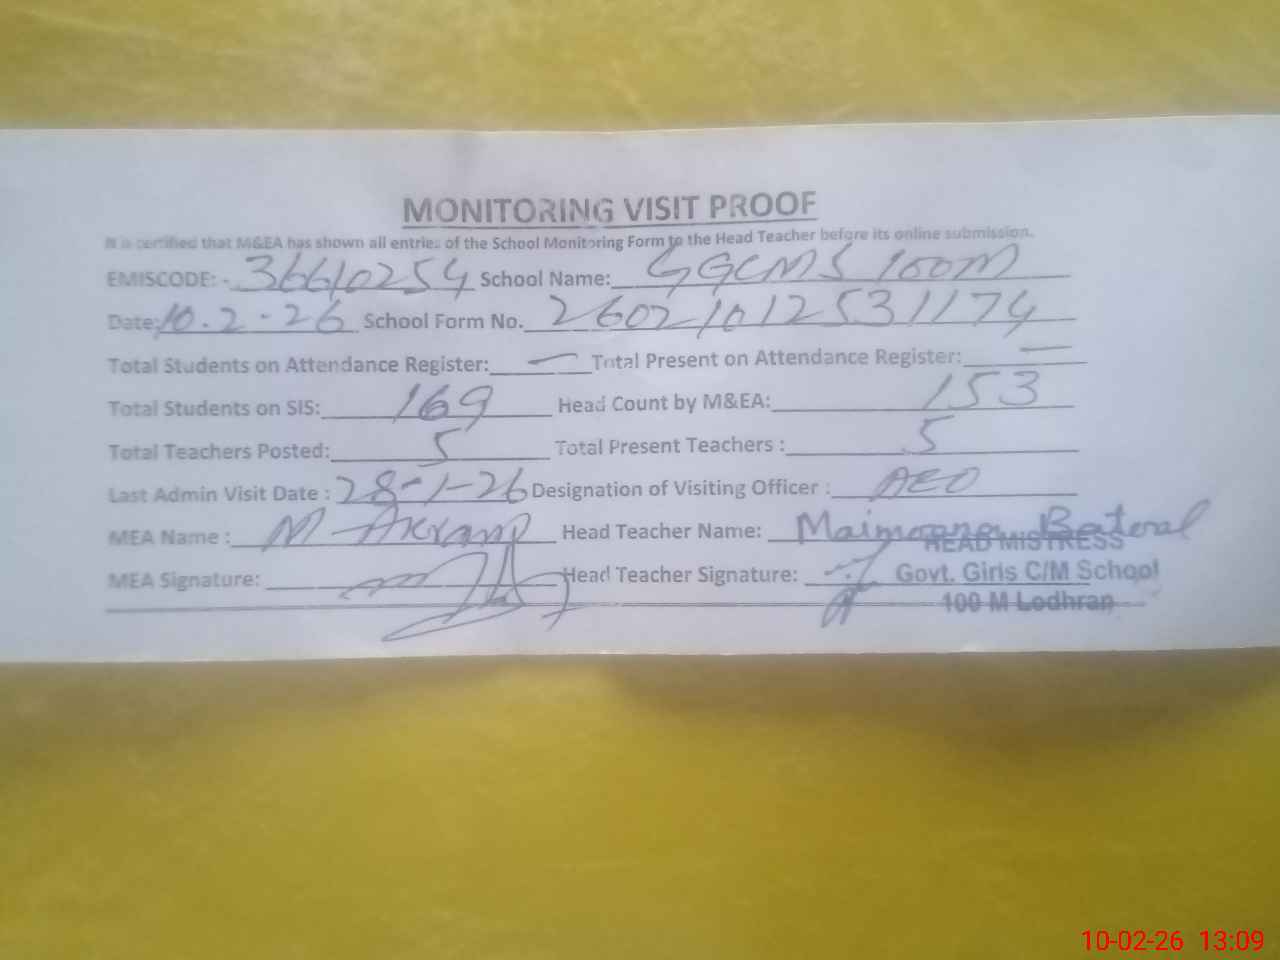 MONITORING VISIT PROOF
It is certified that M&EA has shown all entries of the School Monitoring Form to the Head Teacher before its online submission.
EMISCODE: - 36610254 School Name: GGCMS 100M
Date: 10.2.26 School Form No. 2602101253174
Total Students on Attendance Register: — Total Present on Attendance Register: —
Total Students on SIS: 169 Head Count by M&EA: 153
Total Teachers Posted: 5 Total Present Teachers : 5
Last Admin Visit Date : 28-1-26 Designation of Visiting Officer : AEO
MEA Name : M Akram Head Teacher Name: Maimoona Batool
HEAD MISTRESS
MEA Signature: Head Teacher Signature: Govt. Girls C/M School
100 M Lodhran
10-02-26 13:09